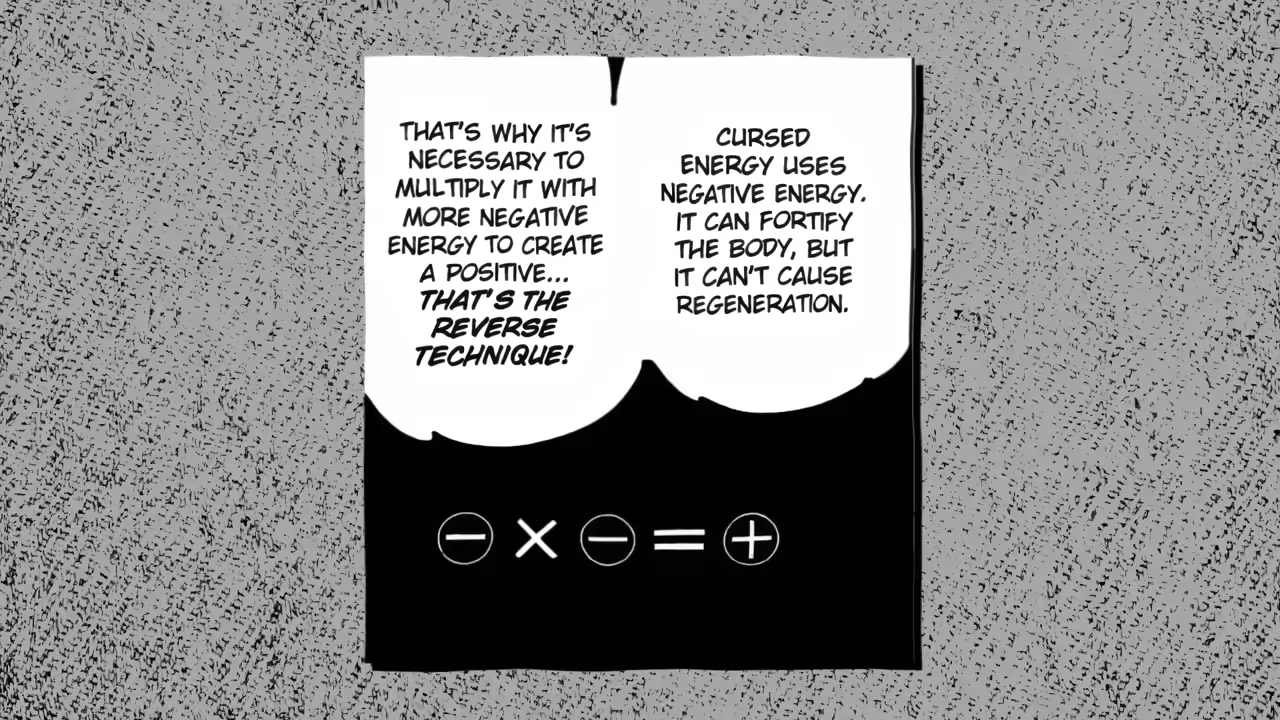 CURSED
ENERGY USES
NEGATIVE ENERGY.
IT CAN FORTIFY
THE BODY, BUT
IT CAN'T CAUSE
REGENERATION.
THAT'S WHY IT'S
NECESSARY TO
MULTIPLY IT WITH
MORE NEGATIVE
ENERGY TO CREATE
A POSITIVE...
THAT'S THE
REVERSE
TECHNIQUE!
− × − = +